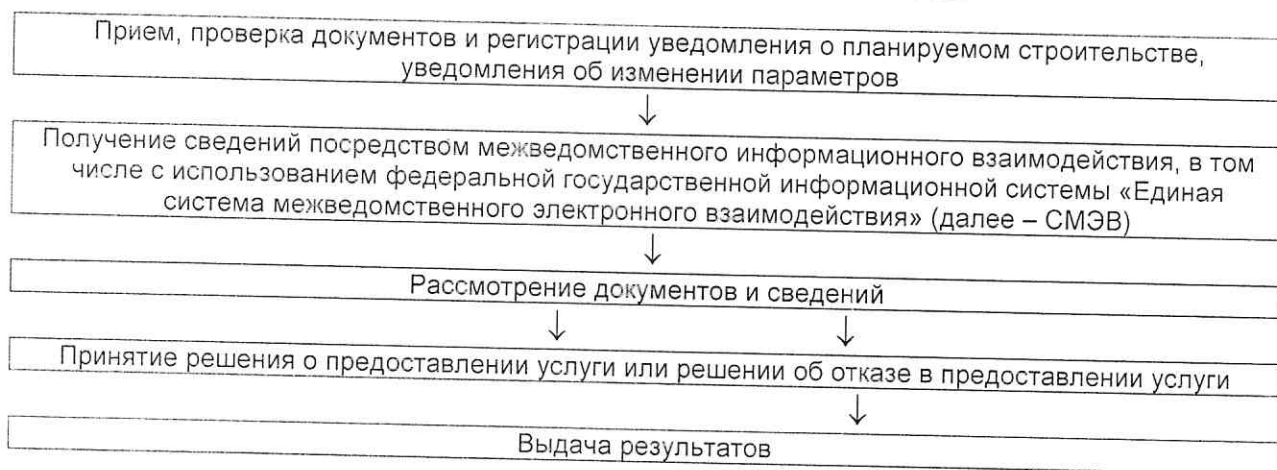 Прием, проверка документов и регистрации уведомления о планируемом строительстве,
уведомления об изменении параметров
↓
Получение сведений посредством межведомственного информационного взаимодействия, в том
числе с использованием федеральной государственной информационной системы «Единая
система межведомственного электронного взаимодействия» (далее – СМЭВ)
↓
Рассмотрение документов и сведений
↓ ↓
Принятие решения о предоставлении услуги или решении об отказе в предоставлении услуги
↓
Выдача результатов